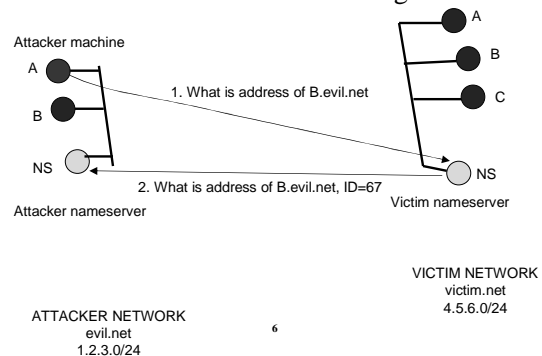 Attacker machine
A
B
NS
Attacker nameserver
1. What is address of B.evil.net
2. What is address of B.evil.net, ID=67
A
B
C
NS
Victim nameserver
VICTIM NETWORK
victim.net
4.5.6.0/24
ATTACKER NETWORK
evil.net
1.2.3.0/24
6